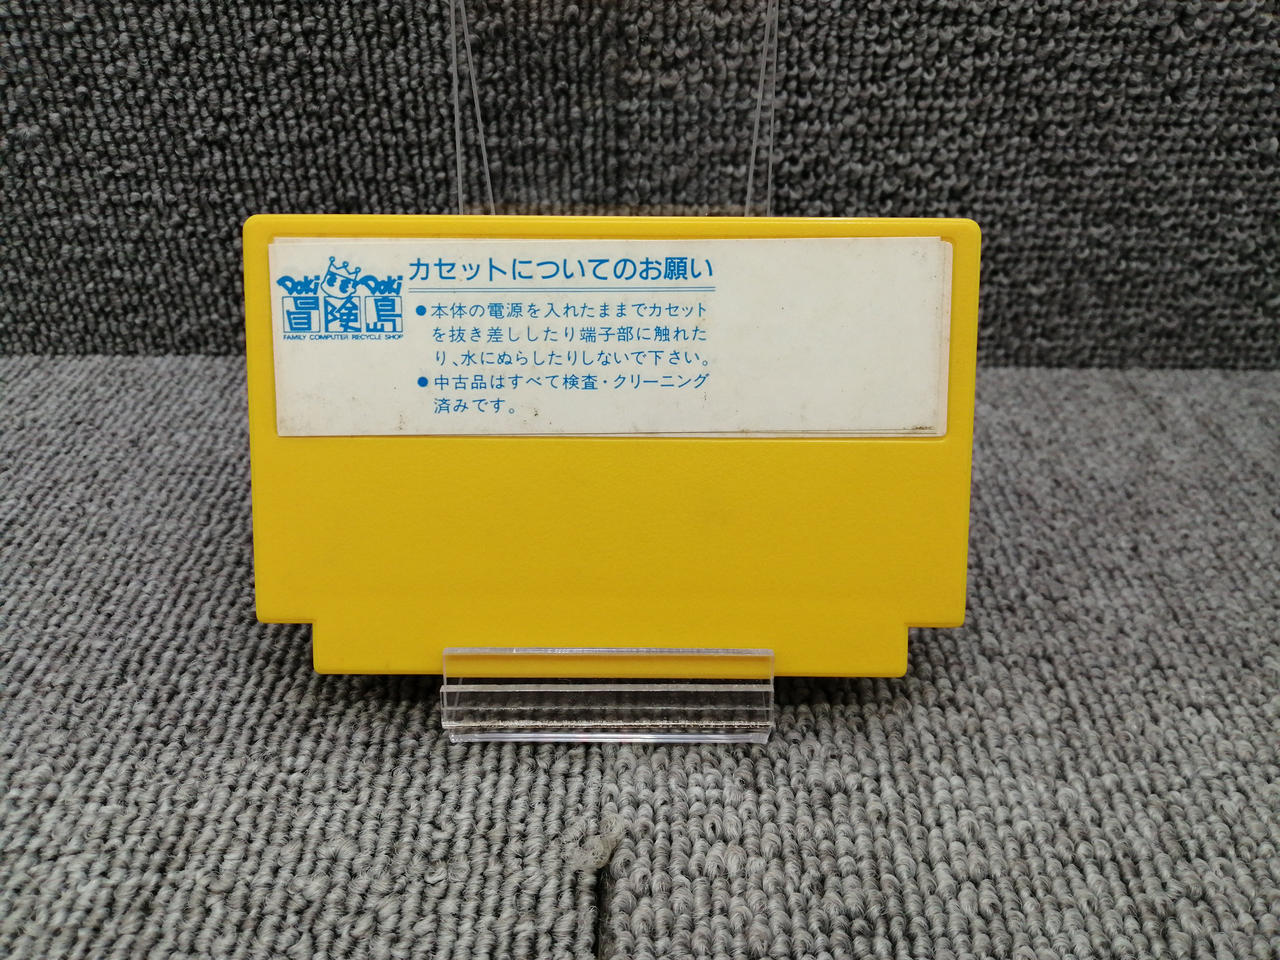 Doki Doki
冒険島
FAMILY COMPUTER RECYCLE SHOP
カセットについてのお願い
●本体の電源を入れたままでカセット
を抜き差ししたり端子部に触れた
り、水にぬらしたりしないで下さい。
●中古品はすべて検査・クリーニング
済みです。